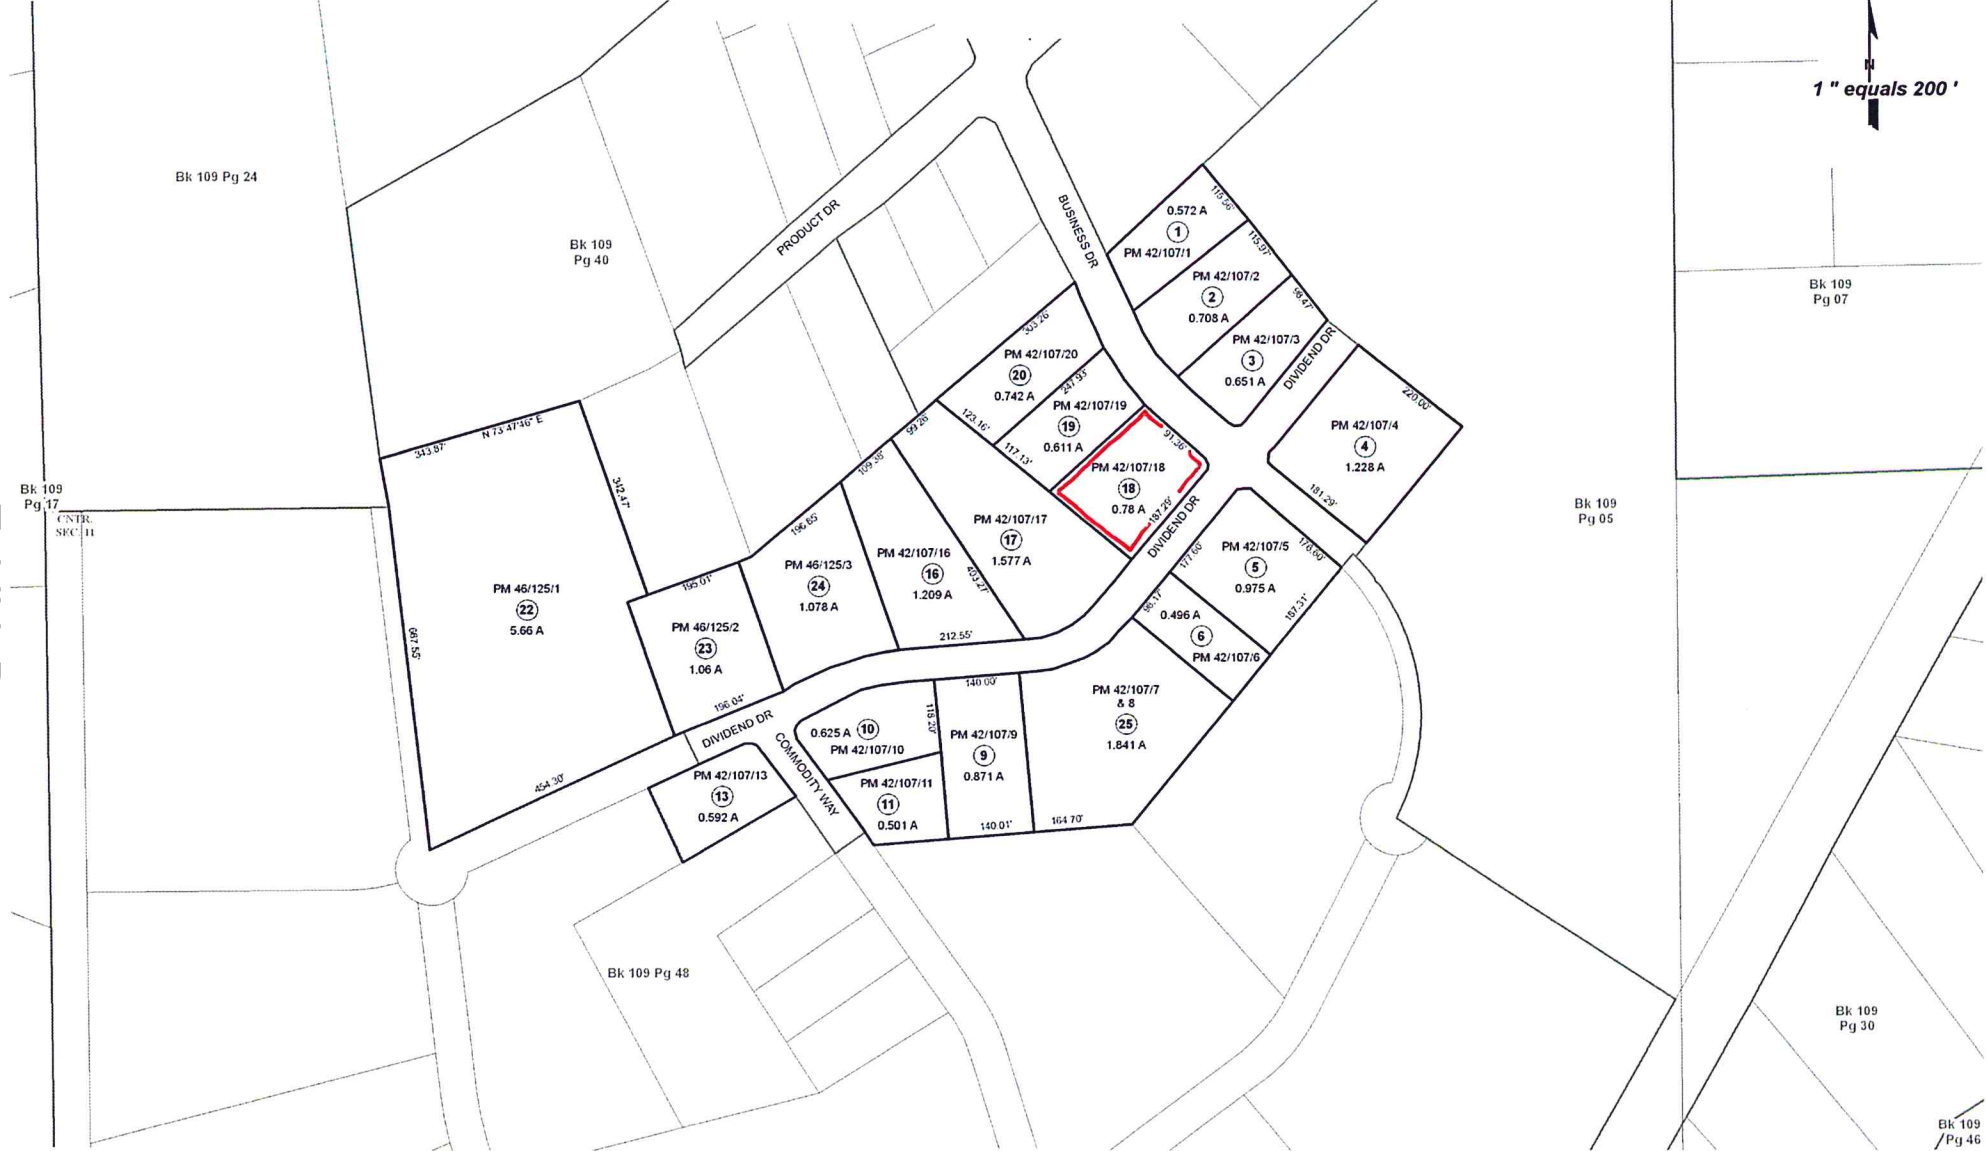 N
1 " equals 200 '
Bk 109 Pg 24
Bk 109
Pg 40
PRODUCT DR
BUSINESS DR
115.56'
0.572 A
1
PM 42/107/1
115.97'
PM 42/107/2
2
0.708 A
98.47'
PM 42/107/3
3
0.651 A
DIVIDEND DR
220.00'
PM 42/107/4
4
1.228 A
181.29'
Bk 109
Pg 07
Bk 109
Pg 05
303.26'
PM 42/107/20
20
0.742 A
247.93'
123.16'
PM 42/107/19
19
0.611 A
117.13'
91.36'
PM 42/107/18
18
0.78 A
187.29'
DIVIDEND DR
99.26'
109.38'
PM 42/107/17
17
1.577 A
403.27'
PM 42/107/16
16
1.209 A
212.55'
196.65'
PM 46/125/3
24
1.078 A
195.01'
PM 46/125/2
23
1.06 A
196.04'
N 73°47'46" E
343.87'
342.47'
PM 46/125/1
22
5.66 A
667.55'
454.30'
Bk 109
Pg 17
CNTR.
SEC. 11
176.60'
177.60'
PM 42/107/5
5
0.975 A
187.31'
98.17'
0.496 A
6
PM 42/107/6
PM 42/107/7
& 8
25
1.841 A
164.70'
140.00'
PM 42/107/9
9
0.871 A
140.01'
118.20'
0.625 A
10
PM 42/107/10
PM 42/107/11
11
0.501 A
DIVIDEND DR
COMMODITY WAY
PM 42/107/13
13
0.592 A
Bk 109 Pg 48
Bk 109
Pg 30
Bk 109
Pg 46